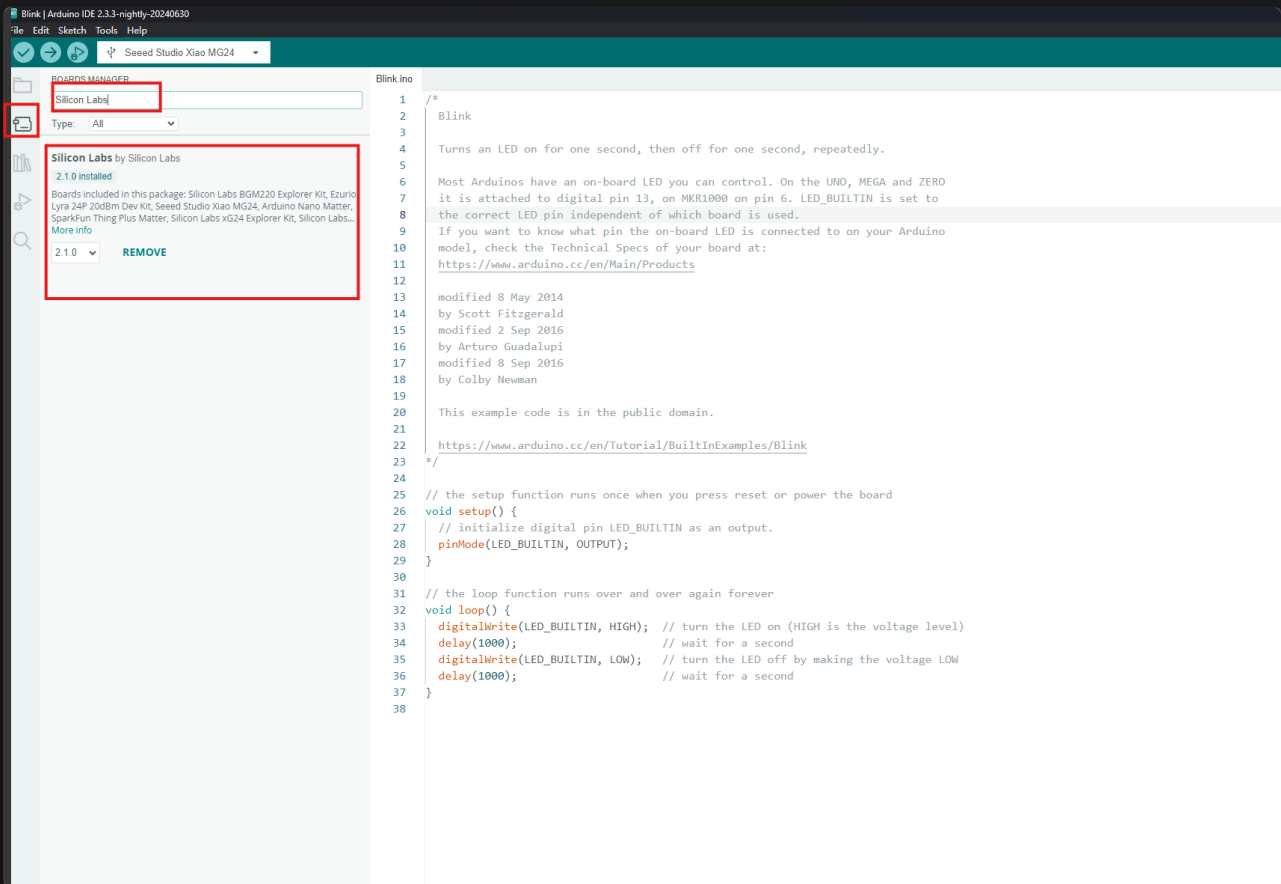 Blink | Arduino IDE 2.3.3-nightly-20240630
File Edit Sketch Tools Help
Seeed Studio Xiao MG24
BOARDS MANAGER
Silicon Labs
Type: All
Silicon Labs by Silicon Labs
2.1.0 installed
Boards included in this package: Silicon Labs BGM220 Explorer Kit, Ezurio
Lyra 24P 20dBm Dev Kit, Seeed Studio Xiao MG24, Arduino Nano Matter,
SparkFun Thing Plus Matter, Silicon Labs xG24 Explorer Kit, Silicon Labs...
More info
2.1.0 REMOVE
Blink.ino
1 /*
2 Blink
3
4 Turns an LED on for one second, then off for one second, repeatedly.
5
6 Most Arduinos have an on-board LED you can control. On the UNO, MEGA and ZERO
7 it is attached to digital pin 13, on MKR1000 on pin 6. LED_BUILTIN is set to
8 the correct LED pin independent of which board is used.
9 If you want to know what pin the on-board LED is connected to on your Arduino
10 model, check the Technical Specs of your board at:
11 https://www.arduino.cc/en/Main/Products
12
13 modified 8 May 2014
14 by Scott Fitzgerald
15 modified 2 Sep 2016
16 by Arturo Guadalupi
17 modified 8 Sep 2016
18 by Colby Newman
19
20 This example code is in the public domain.
21
22 https://www.arduino.cc/en/Tutorial/BuiltInExamples/Blink
23 */
24
25 // the setup function runs once when you press reset or power the board
26 void setup() {
27 // initialize digital pin LED_BUILTIN as an output.
28 pinMode(LED_BUILTIN, OUTPUT);
29 }
30
31 // the loop function runs over and over again forever
32 void loop() {
33 digitalWrite(LED_BUILTIN, HIGH); // turn the LED on (HIGH is the voltage level)
34 delay(1000); // wait for a second
35 digitalWrite(LED_BUILTIN, LOW); // turn the LED off by making the voltage LOW
36 delay(1000); // wait for a second
37 }
38